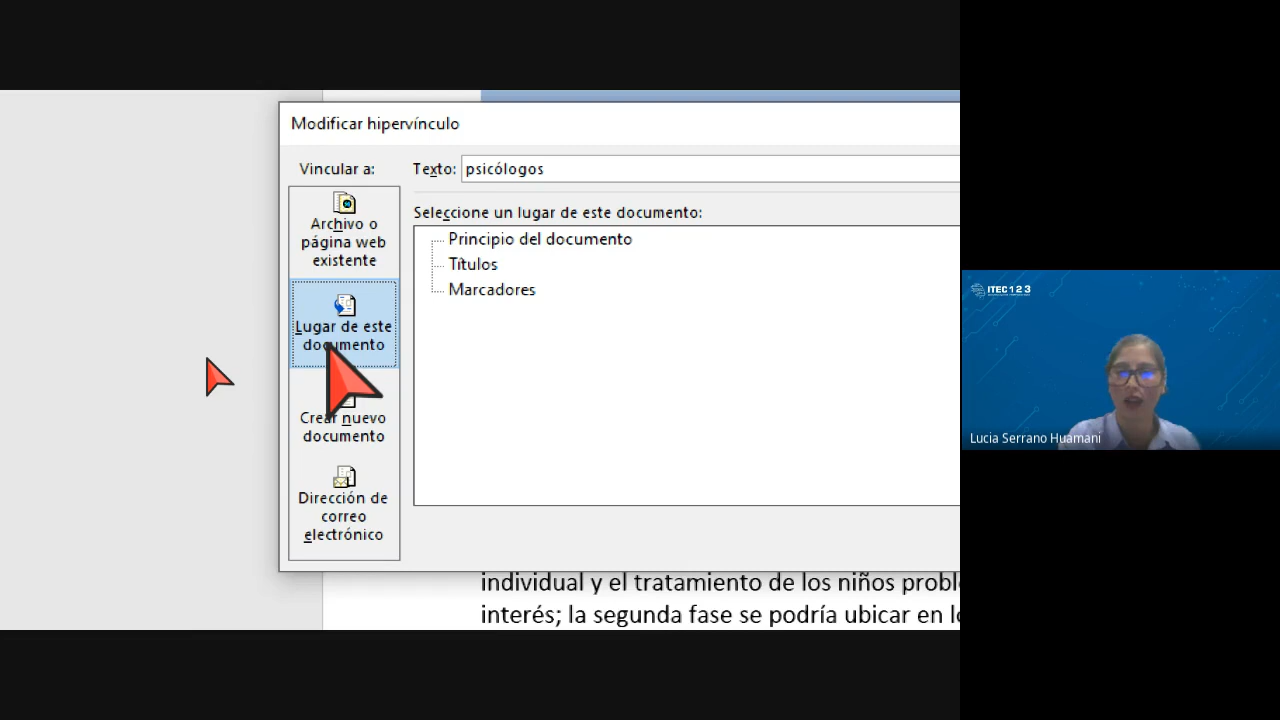 Modificar hipervínculo
Vincular a:
Texto: psicólogos
Archivo o
página web
existente
Lugar de este
documento
Crear nuevo
documento
Dirección de
correo
electrónico
Seleccione un lugar de este documento:
Principio del documento
Títulos
Marcadores
individual y el tratamiento de los niños probl
interés; la segunda fase se podría ubicar en l
ITEC 1 2 3
Lucia Serrano Huamani